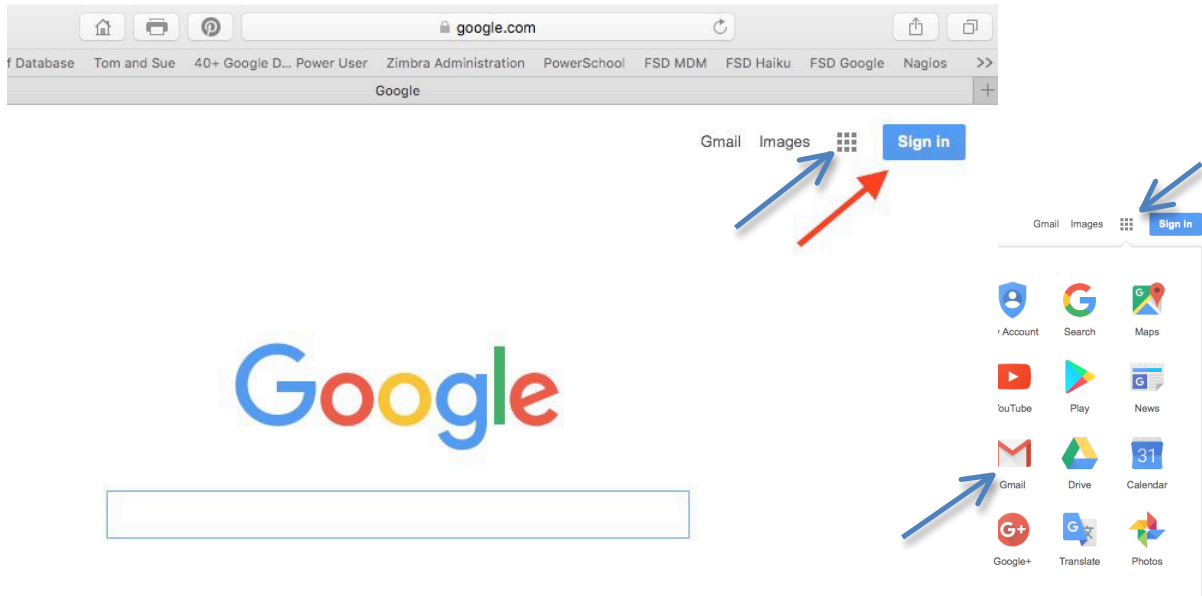 google.com
f Database Tom and Sue 40+ Google D... Power User Zimbra Administration PowerSchool FSD MDM FSD Haiku FSD Google Nagios >>
Google +
Gmail Images Sign in
Google
Gmail Images Sign in
Account Search Maps
ouTube Play News
31
Gmail Drive Calendar
G+
Google+ Translate Photos